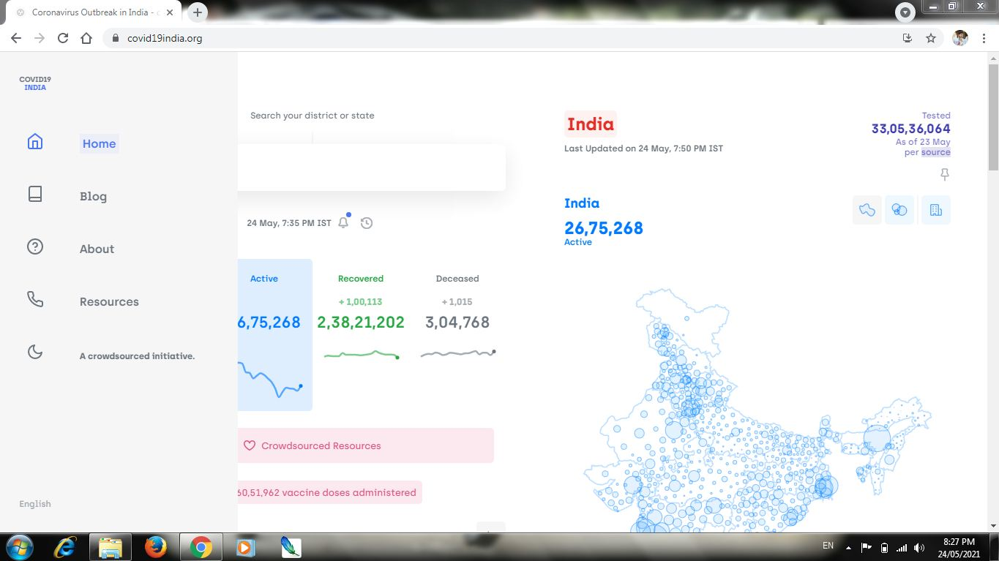 Coronavirus Outbreak in India -
covid19india.org
COVID19
INDIA
Home
Blog
About
Resources
A crowdsourced initiative.
English
Search your district or state
24 May, 7:35 PM IST
Active
6,75,268
Recovered
+ 1,00,113
2,38,21,202
Deceased
+ 1,015
3,04,768
Crowdsourced Resources
60,51,962 vaccine doses administered
India
Last Updated on 24 May, 7:50 PM IST
Tested
33,05,36,064
As of 23 May
per source
India
26,75,268
Active
EN
8:27 PM
24/05/2021